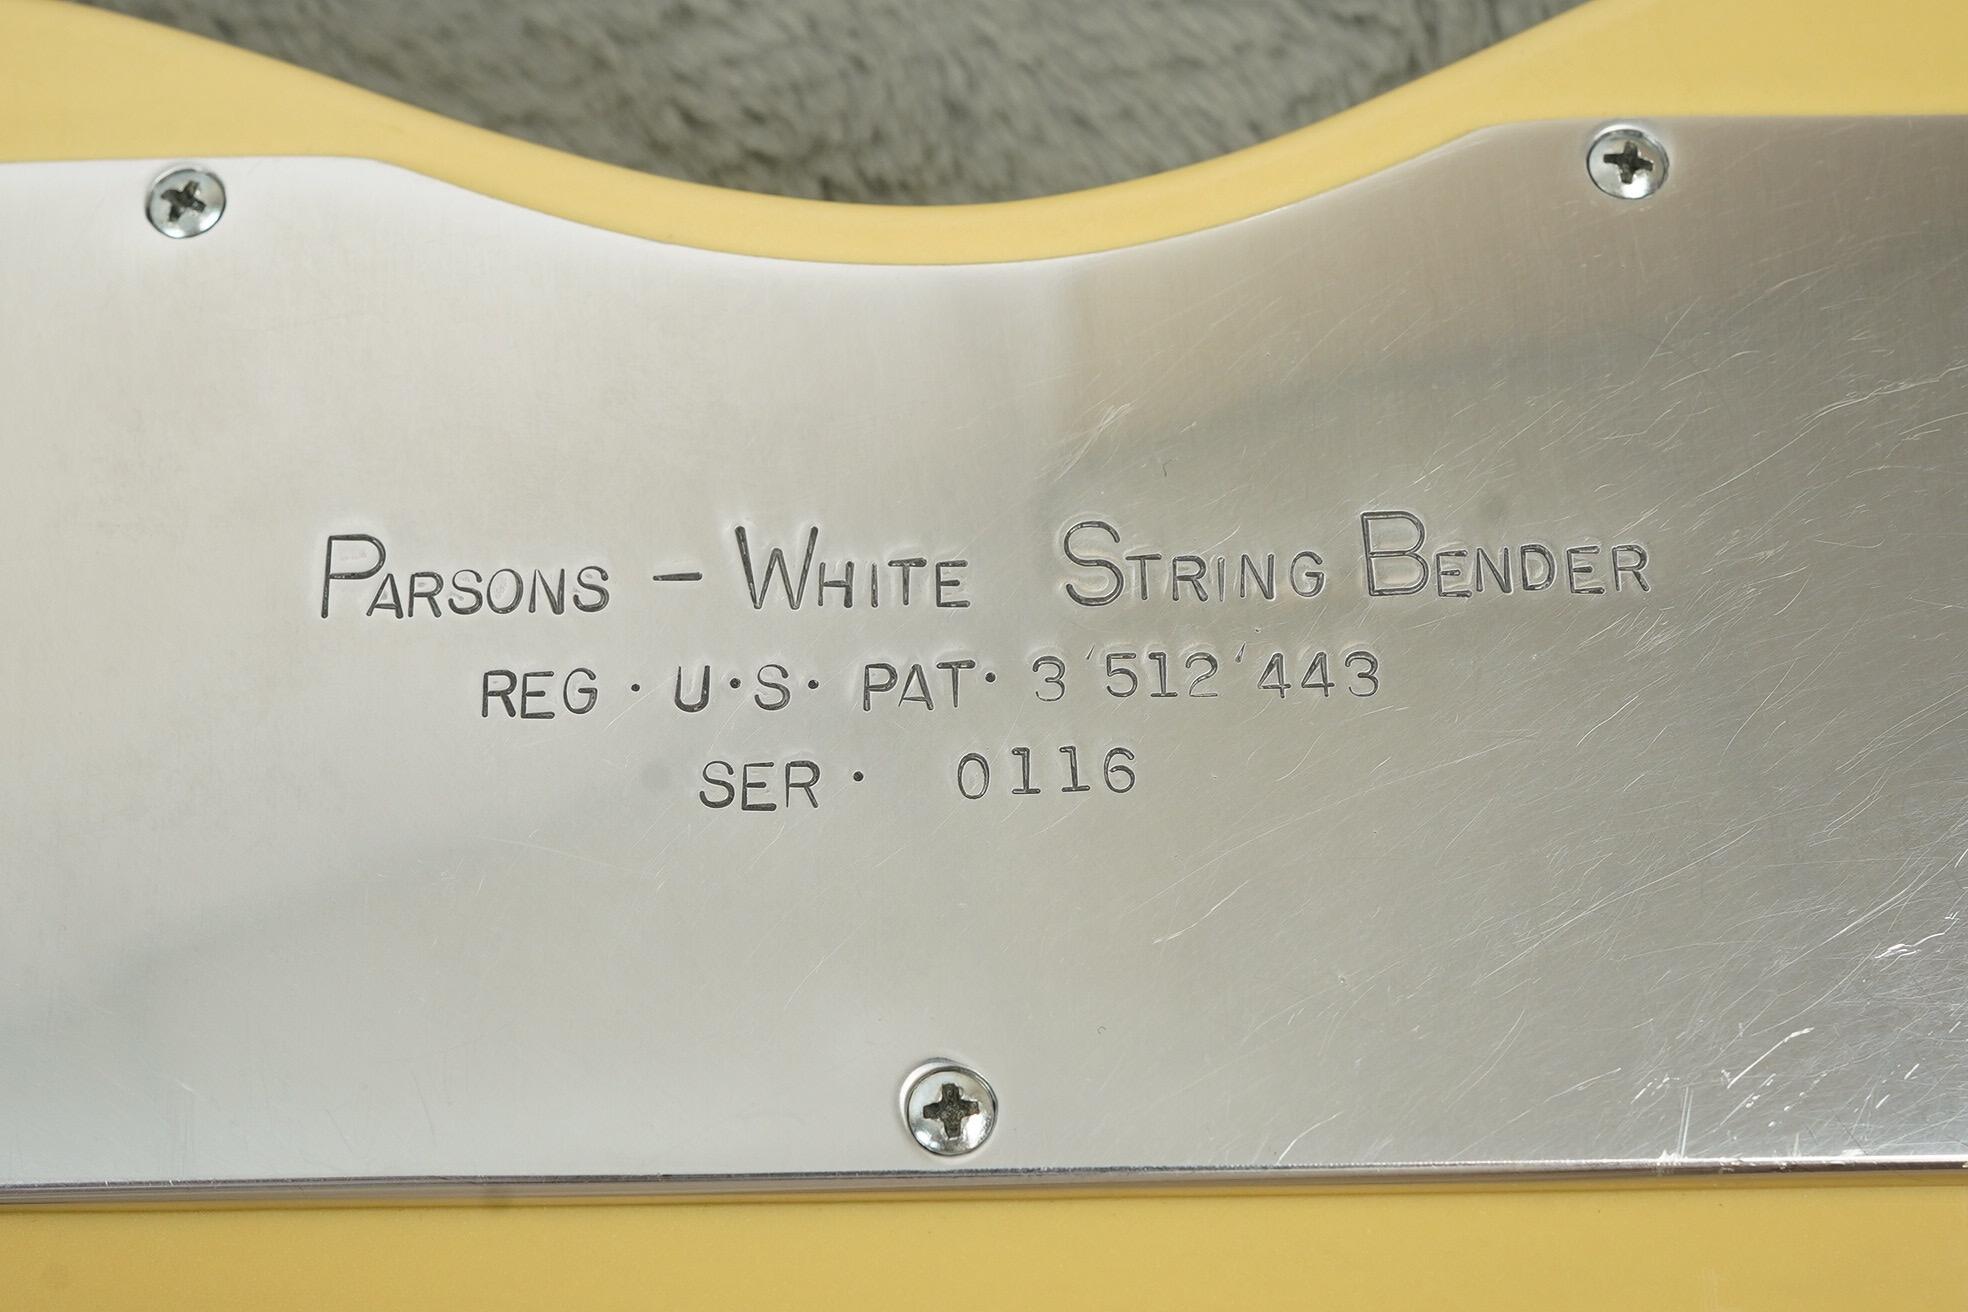 PARSONS - WHITE STRING BENDER
REG · U·S· PAT· 3'512'443
SER · 0116